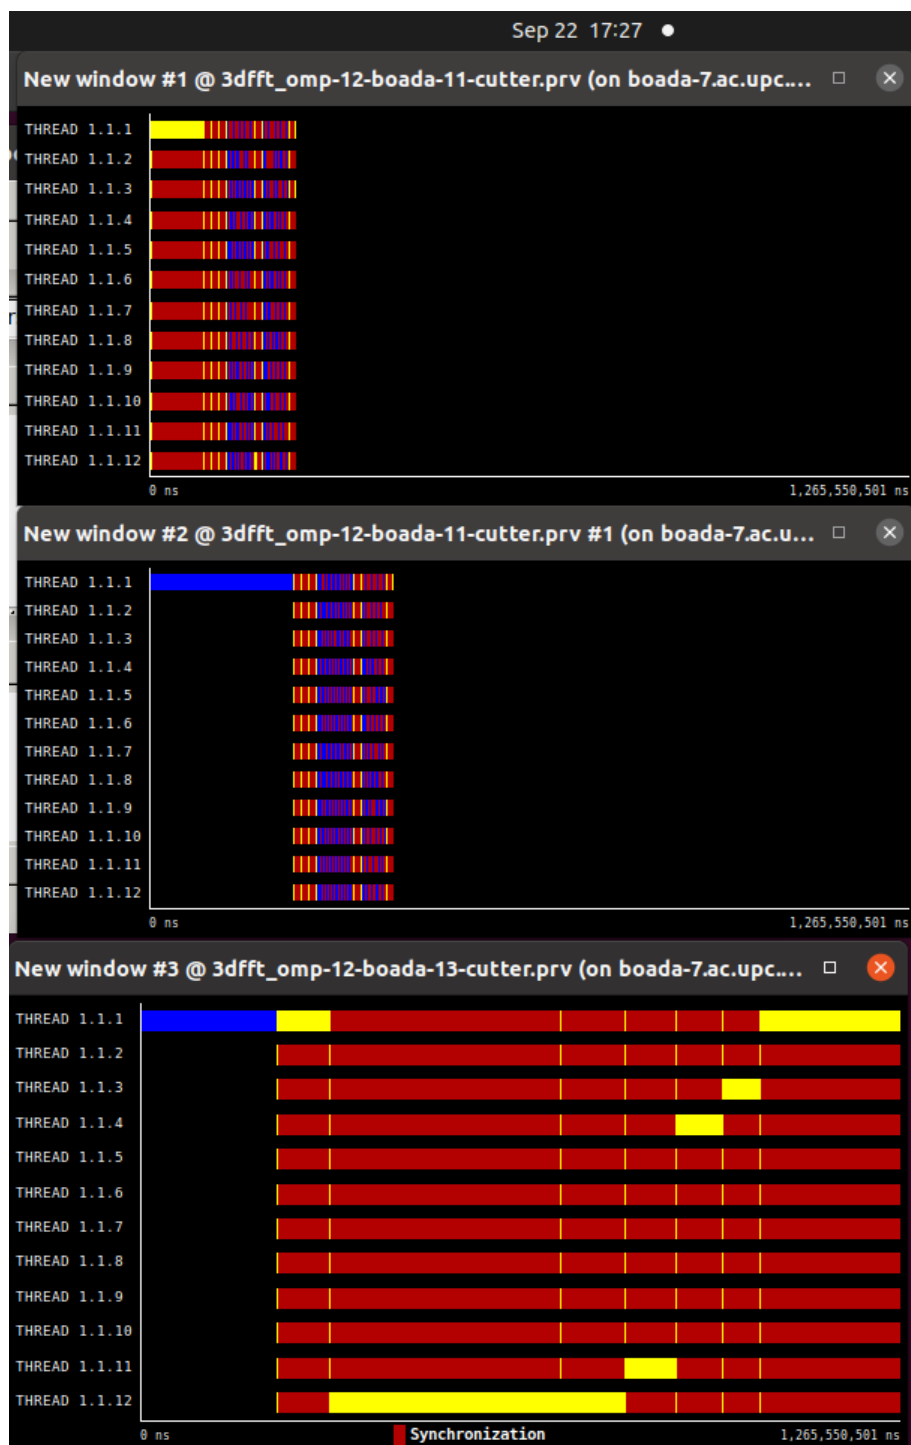 Sep 22 17:27
New window #1 @ 3dfft_omp-12-boada-11-cutter.prv (on boada-7.ac.upc....
THREAD 1.1.1
THREAD 1.1.2
THREAD 1.1.3
THREAD 1.1.4
THREAD 1.1.5
THREAD 1.1.6
THREAD 1.1.7
THREAD 1.1.8
THREAD 1.1.9
THREAD 1.1.10
THREAD 1.1.11
THREAD 1.1.12
0 ns 1,265,550,501 ns
New window #2 @ 3dfft_omp-12-boada-11-cutter.prv #1 (on boada-7.ac.u...
THREAD 1.1.1
THREAD 1.1.2
THREAD 1.1.3
THREAD 1.1.4
THREAD 1.1.5
THREAD 1.1.6
THREAD 1.1.7
THREAD 1.1.8
THREAD 1.1.9
THREAD 1.1.10
THREAD 1.1.11
THREAD 1.1.12
0 ns 1,265,550,501 ns
New window #3 @ 3dfft_omp-12-boada-13-cutter.prv (on boada-7.ac.upc....
THREAD 1.1.1
THREAD 1.1.2
THREAD 1.1.3
THREAD 1.1.4
THREAD 1.1.5
THREAD 1.1.6
THREAD 1.1.7
THREAD 1.1.8
THREAD 1.1.9
THREAD 1.1.10
THREAD 1.1.11
THREAD 1.1.12
0 ns Synchronization 1,265,550,501 ns